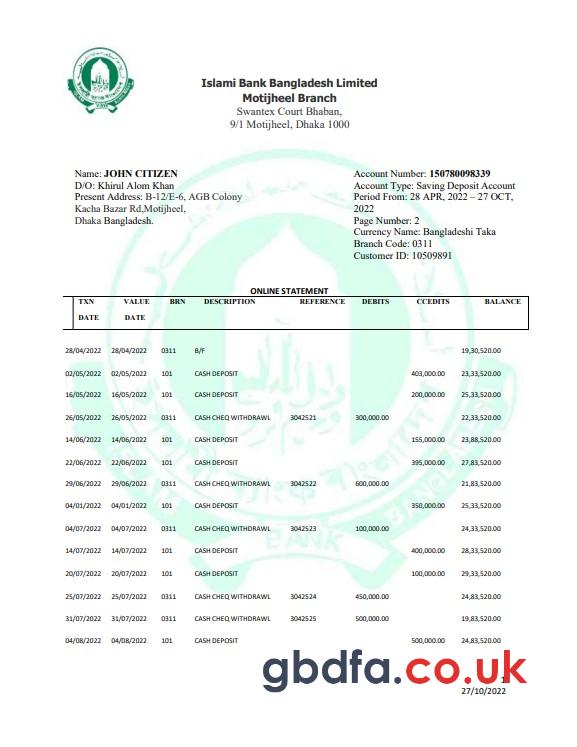 Islami Bank Bangladesh Limited
Motijheel Branch
Swantex Court Bhaban,
9/1 Motijheel, Dhaka 1000
Name: JOHN CITIZEN
D/O: Khirul Alom Khan
Present Address: B-12/E-6, AGB Colony
Kacha Bazar Rd,Motijheel,
Dhaka Bangladesh.
Account Number: 150780098339
Account Type: Saving Deposit Account
Period From: 28 APR, 2022 – 27 OCT,
2022
Page Number: 2
Currency Name: Bangladeshi Taka
Branch Code: 0311
Customer ID: 10509891
ONLINE STATEMENT
TXN VALUE BRN DESCRIPTION REFERENCE DEBITS CCEDITS BALANCE
DATE DATE
28/04/2022 28/04/2022 0311 B/F 19,30,520.00
02/05/2022 02/05/2022 101 CASH DEPOSIT 403,000.00 23,33,520.00
16/05/2022 16/05/2022 101 CASH DEPOSIT 200,000.00 25,33,520.00
26/05/2022 26/05/2022 0311 CASH CHEQ WITHDRAWL 3042521 300,000.00 22,33,520.00
14/06/2022 14/06/2022 101 CASH DEPOSIT 155,000.00 23,88,520.00
22/06/2022 22/06/2022 101 CASH DEPOSIT 395,000.00 27,83,520.00
29/06/2022 29/06/2022 0311 CASH CHEQ WITHDRAWL 3042522 600,000.00 21,83,520.00
04/01/2022 04/01/2022 101 CASH DEPOSIT 350,000.00 25,33,520.00
04/07/2022 04/07/2022 0311 CASH CHEQ WITHDRAWL 3042523 100,000.00 24,33,520.00
14/07/2022 14/07/2022 101 CASH DEPOSIT 400,000.00 28,33,520.00
20/07/2022 20/07/2022 101 CASH DEPOSIT 100,000.00 29,33,520.00
25/07/2022 25/07/2022 0311 CASH CHEQ WITHDRAWL 3042524 450,000.00 24,83,520.00
31/07/2022 31/07/2022 0311 CASH CHEQ WITHDRAWL 3042525 500,000.00 19,83,520.00
04/08/2022 04/08/2022 101 CASH DEPOSIT 500,000.00 24,83,520.00
BANK
gbdfa.co.uk
27/10/2022